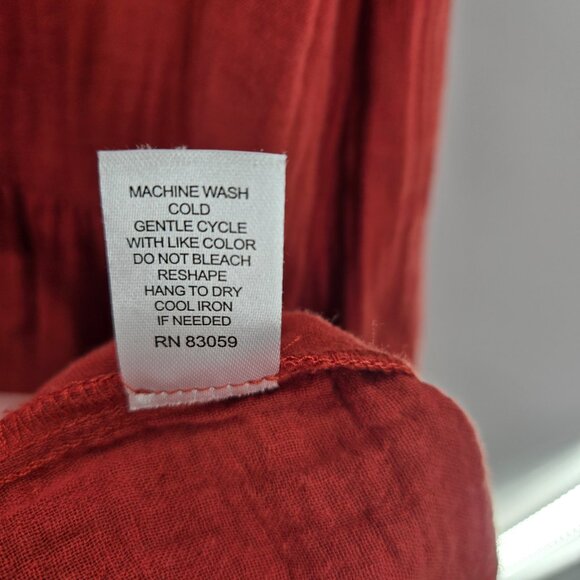 MACHINE WASH
COLD
GENTLE CYCLE
WITH LIKE COLOR
DO NOT BLEACH
RESHAPE
HANG TO DRY
COOL IRON
IF NEEDED
RN 83059